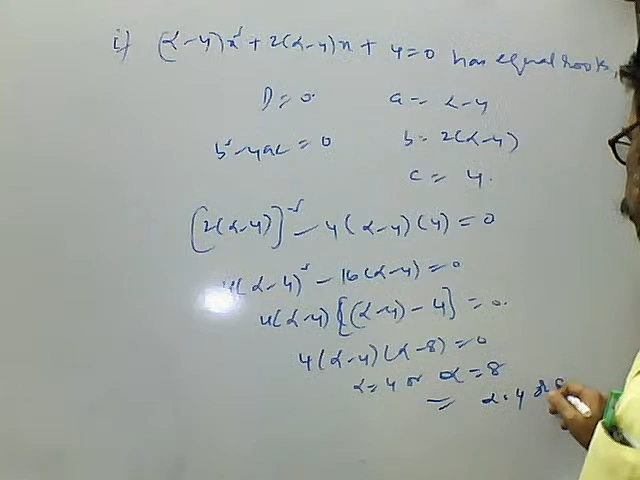 i) (α-4)x² + 2(α-4)x + 4=0 has equal roots,
D = 0 a = α-4
b²-4ac = 0 b = 2(α-4)
c = 4.
[2(α-4)]² - 4(α-4)(4) = 0
4(α-4)² - 16(α-4) = 0
4(α-4){(α-4)-4} = 0.
4(α-4)(α-8) = 0
α=4 or α = 8
= α=4 or 8